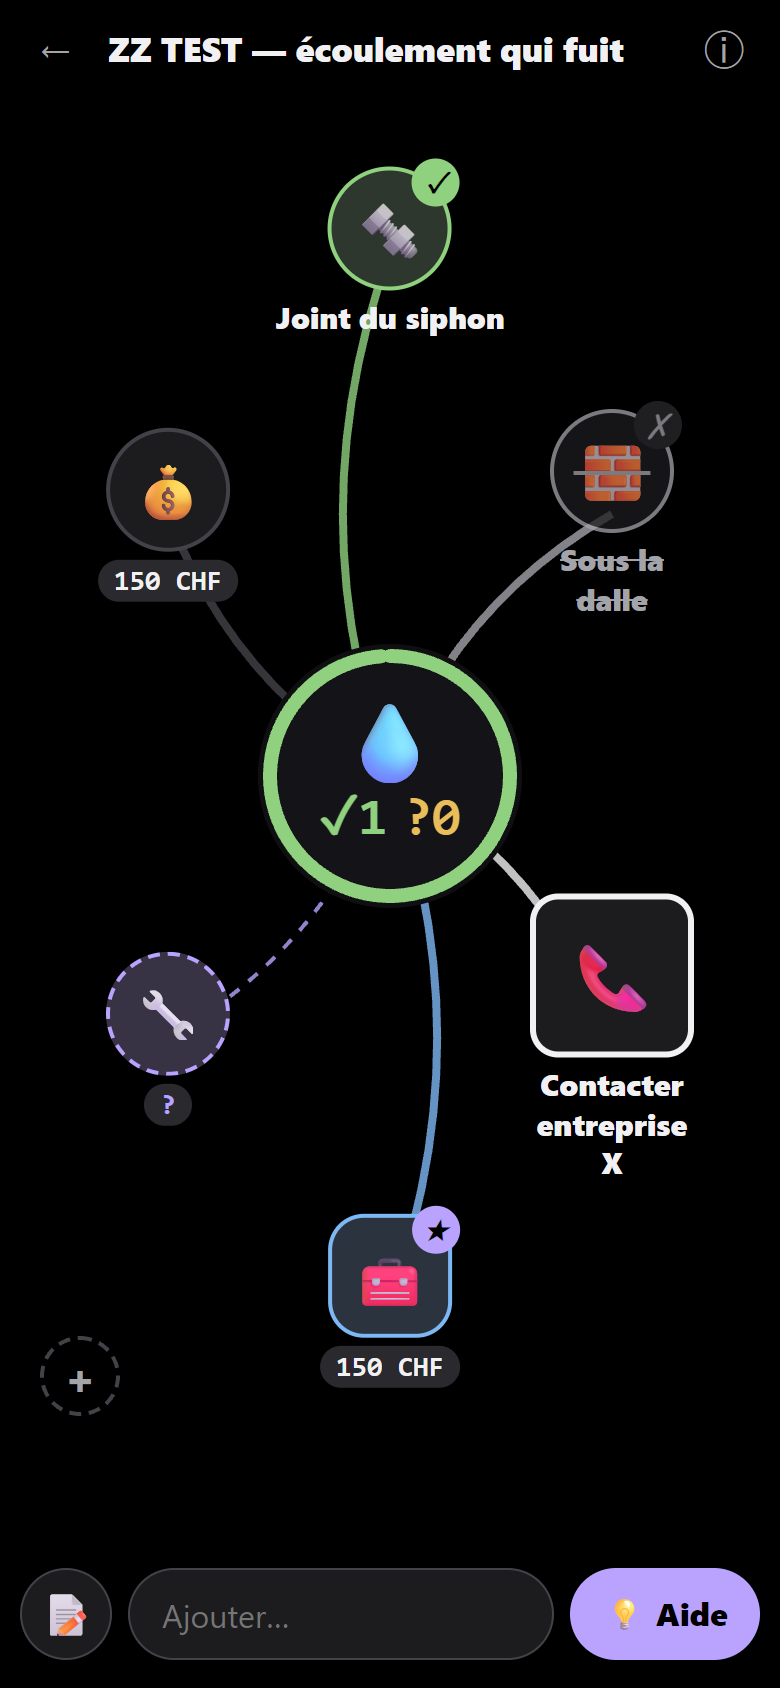 ← ZZ TEST — écoulement qui fuit ⓘ
✓
Joint du siphon
✗
Sous la
dalle
150 CHF
✓1 ?0
?
Contacter
entreprise
X
★
150 CHF
+
Ajouter...
Aide